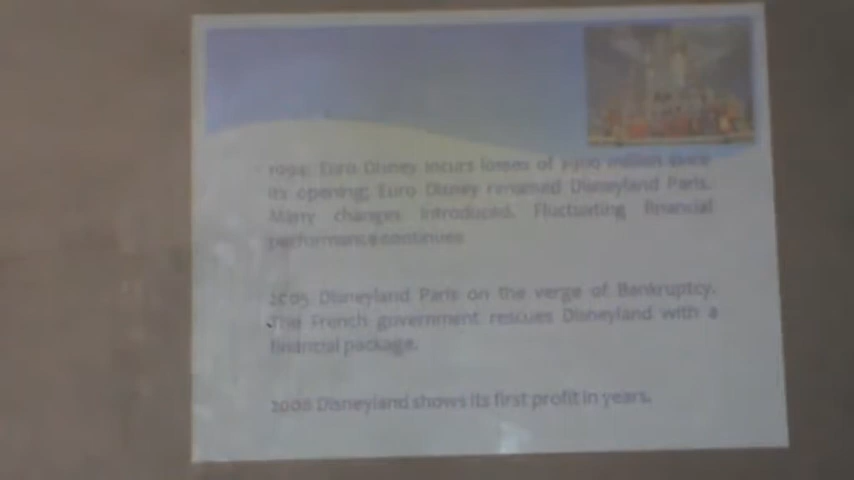 1994: Euro Disney incurs losses of million since
its opening; Euro Disney renamed Disneyland Paris.
Many changes introduced. Fluctuating financial
performance continues
2005 Disneyland Paris on the verge of Bankruptcy.
The French government rescues Disneyland with a
financial package.
Disneyland shows its first profit in years.